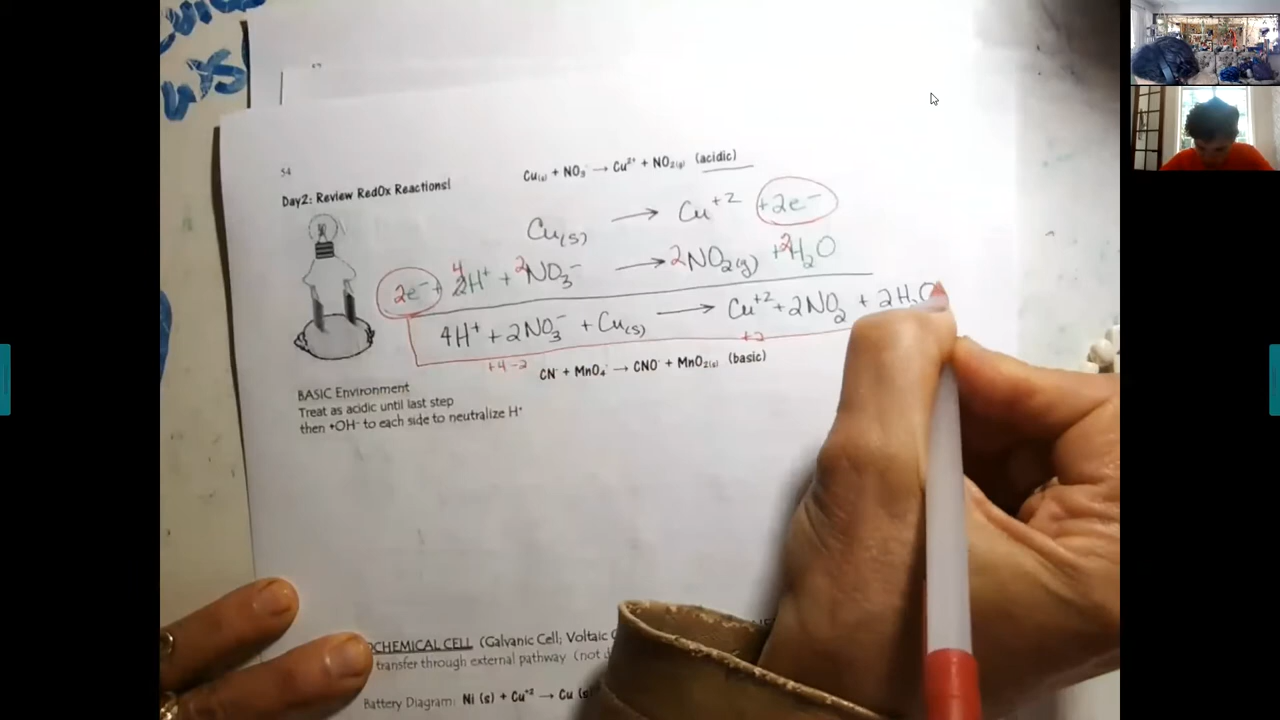 54
Day2: Review RedOx Reactions!
Cu(s) + NO₃⁻ → Cu²⁺ + NO₂(g) (acidic)
Cu(s) → Cu⁺² +2e⁻
2e⁻ + 4H⁺ + 2NO₃⁻ → 2NO₂(g) + 2H₂O
4H⁺ + 2NO₃⁻ + Cu(s) → Cu⁺² + 2NO₂ + 2H₂O
+4 -2 +2
CN⁻ + MnO₄⁻ → CNO⁻ + MnO₂(s) (basic)
BASIC Environment
Treat as acidic until last step
then +OH⁻ to each side to neutralize H⁺
OCHEMICAL CELL (Galvanic Cell; Voltaic
transfer through external pathway (not
Battery Diagram: Ni (s) + Cu⁺² → Cu (s)